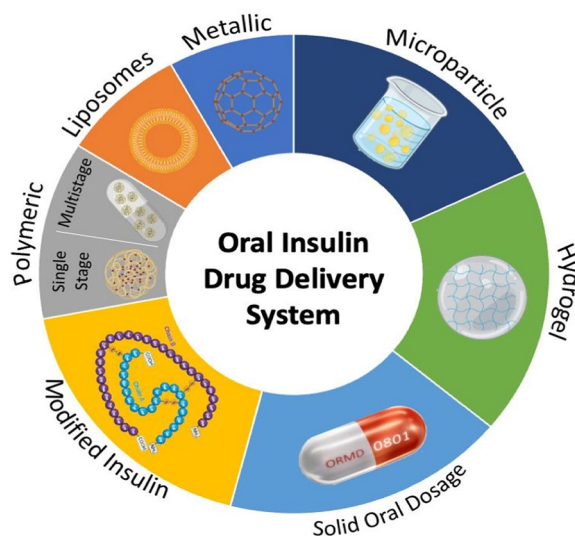 Oral Insulin
Drug Delivery
System
Metallic
Microparticle
Hydrogel
Solid Oral Dosage
ORMD 0801
Modified Insulin
Polymeric
Single
Stage
Multistage
Liposomes